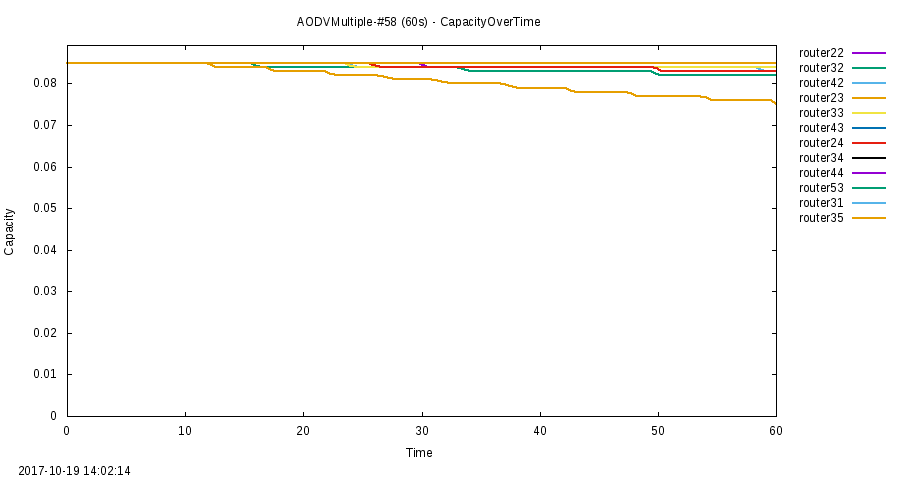 AODVMultiple-#58 (60s) - CapacityOverTime
router22
router32
router42
router23
router33
router43
router24
router34
router44
router53
router31
router35
Capacity
0.08
0.07
0.06
0.05
0.04
0.03
0.02
0.01
0
0 10 20 30 40 50 60
Time
2017-10-19 14:02:14